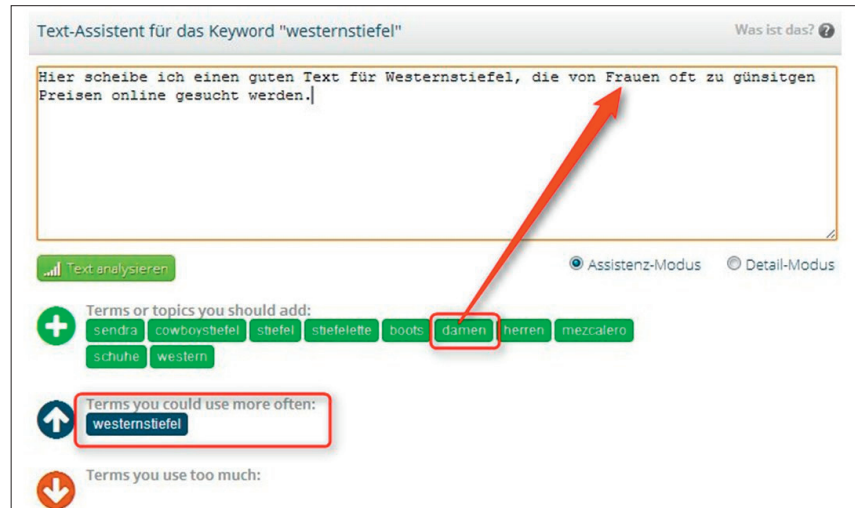 Text-Assistent für das Keyword "westernstiefel"
Was ist das?
Hier scheibe ich einen guten Text für Westernstiefel, die von Frauen oft zu günsitgen
Preisen online gesucht werden.
Text analysieren
Assistenz-Modus Detail-Modus
Terms or topics you should add:
sendra cowboystiefel stiefel stiefelette boots damen herren mezcalero
schuhe western
Terms you could use more often:
westernstiefel
Terms you use too much: